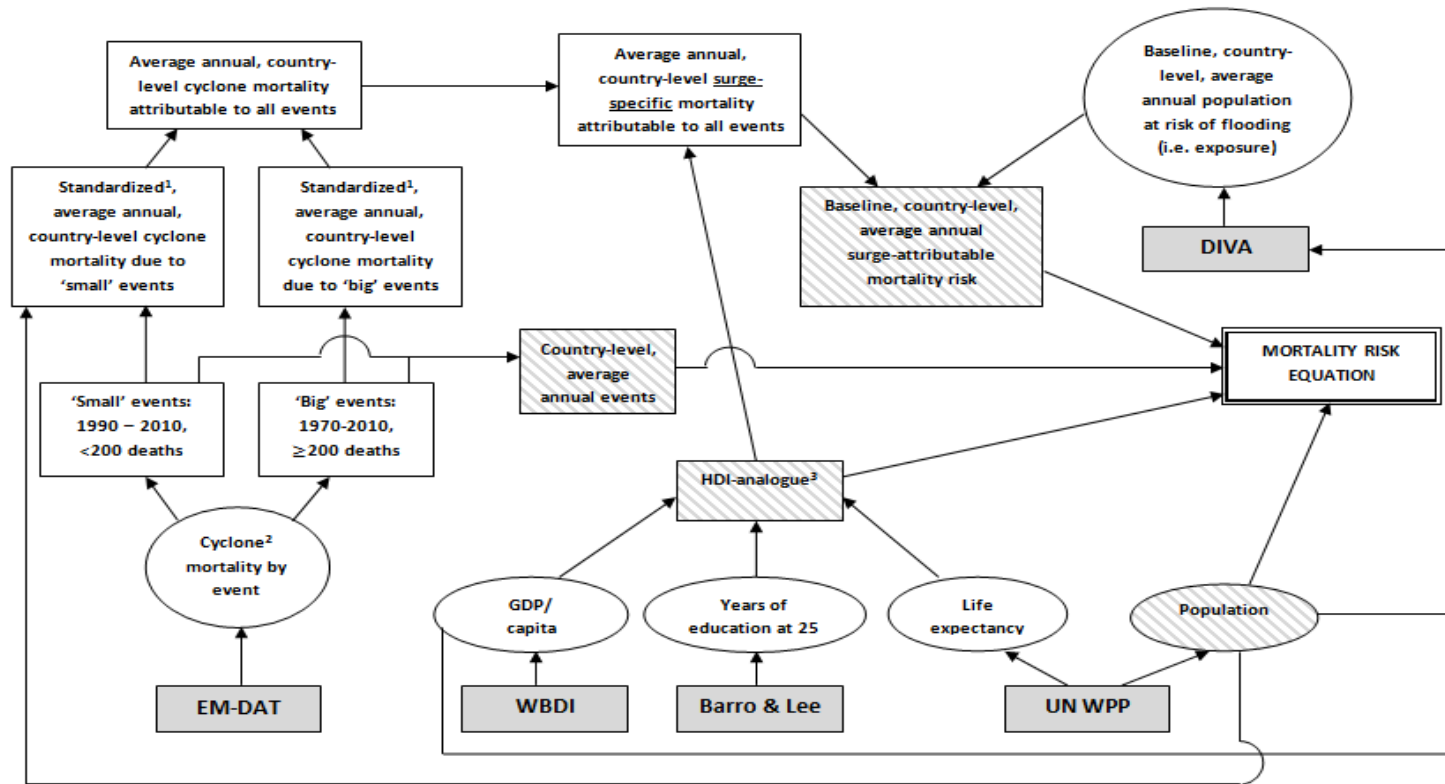 Average annual, country-
level cyclone mortality
attributable to all events
Average annual,
country-level surge-
specific mortality
attributable to all events
Baseline, country-
level, average
annual population
at risk of flooding
(i.e. exposure)
Standardized¹,
average annual,
country-level cyclone
mortality due to
‘small’ events
Standardized¹,
average annual,
country-level
cyclone mortality
due to ‘big’ events
Baseline, country-level,
average annual
surge-attributable
mortality risk
DIVA
‘Small’ events:
1990 – 2010,
<200 deaths
‘Big’ events:
1970-2010,
≥200 deaths
Country-level,
average
annual events
MORTALITY RISK
EQUATION
HDI-analogue³
Cyclone²
mortality by
event
GDP/
capita
Years of
education at 25
Life
expectancy
Population
EM-DAT
WBDI
Barro & Lee
UN WPP